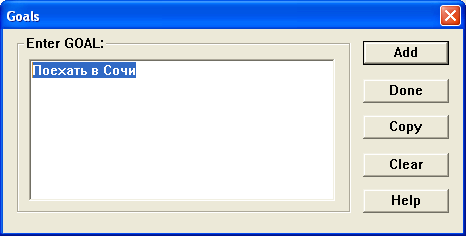 Goals
Enter GOAL:
Поехать в Сочи
Add
Done
Copy
Clear
Help